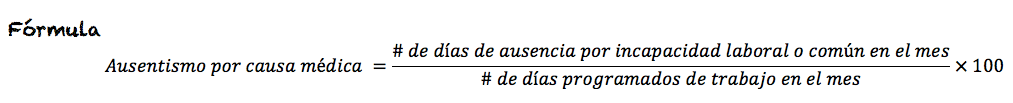 Fórmula
Ausentismo por causa médica = # de días de ausencia por incapacidad laboral o común en el mes / # de días programados de trabajo en el mes × 100